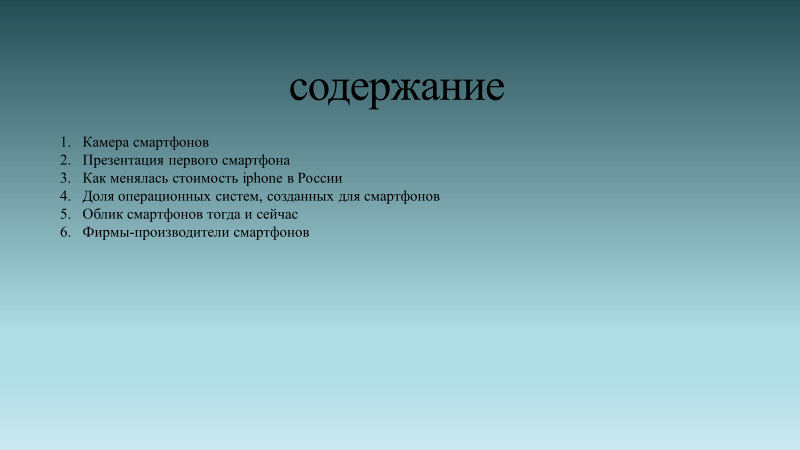 содержание
1. Камера смартфонов
2. Презентация первого смартфона
3. Как менялась стоимость iphone в России
4. Доля операционных систем, созданных для смартфонов
5. Облик смартфонов тогда и сейчас
6. Фирмы-производители смартфонов